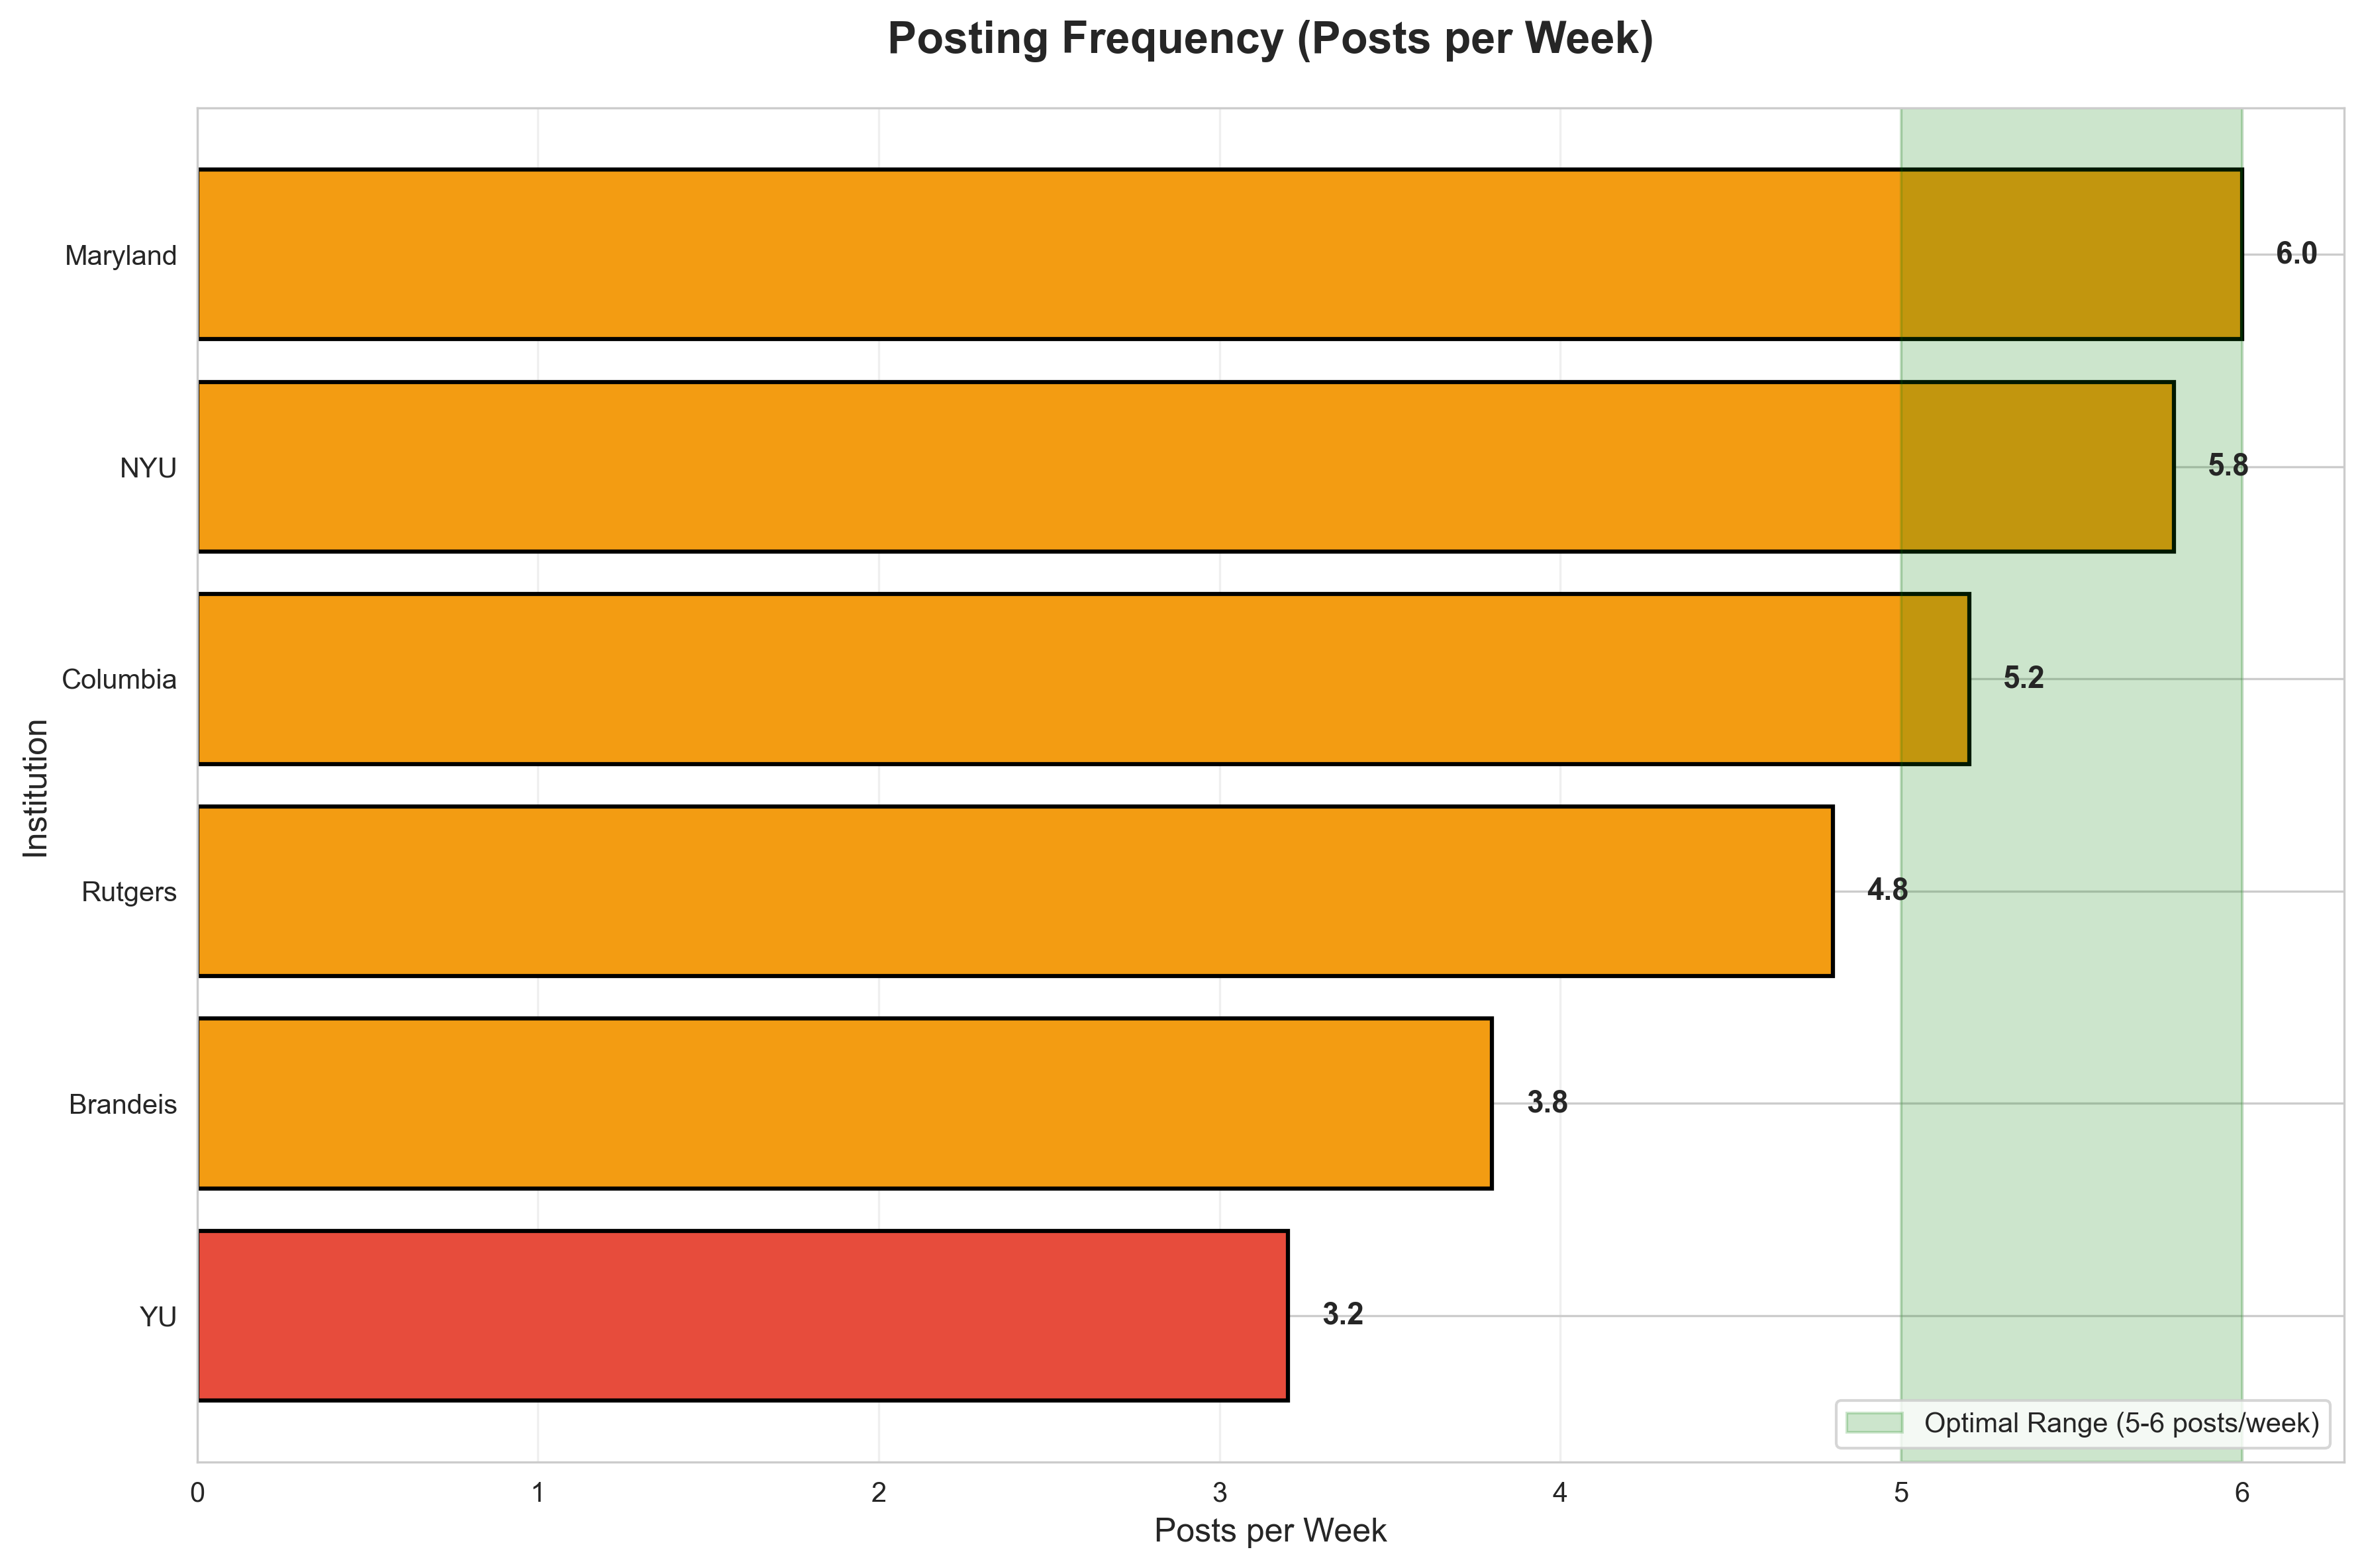 Posting Frequency (Posts per Week)
Maryland
6.0
NYU
5.8
Columbia
5.2
Rutgers
4.8
Brandeis
3.8
YU
3.2
Institution
Optimal Range (5-6 posts/week)
0 1 2 3 4 5 6
Posts per Week